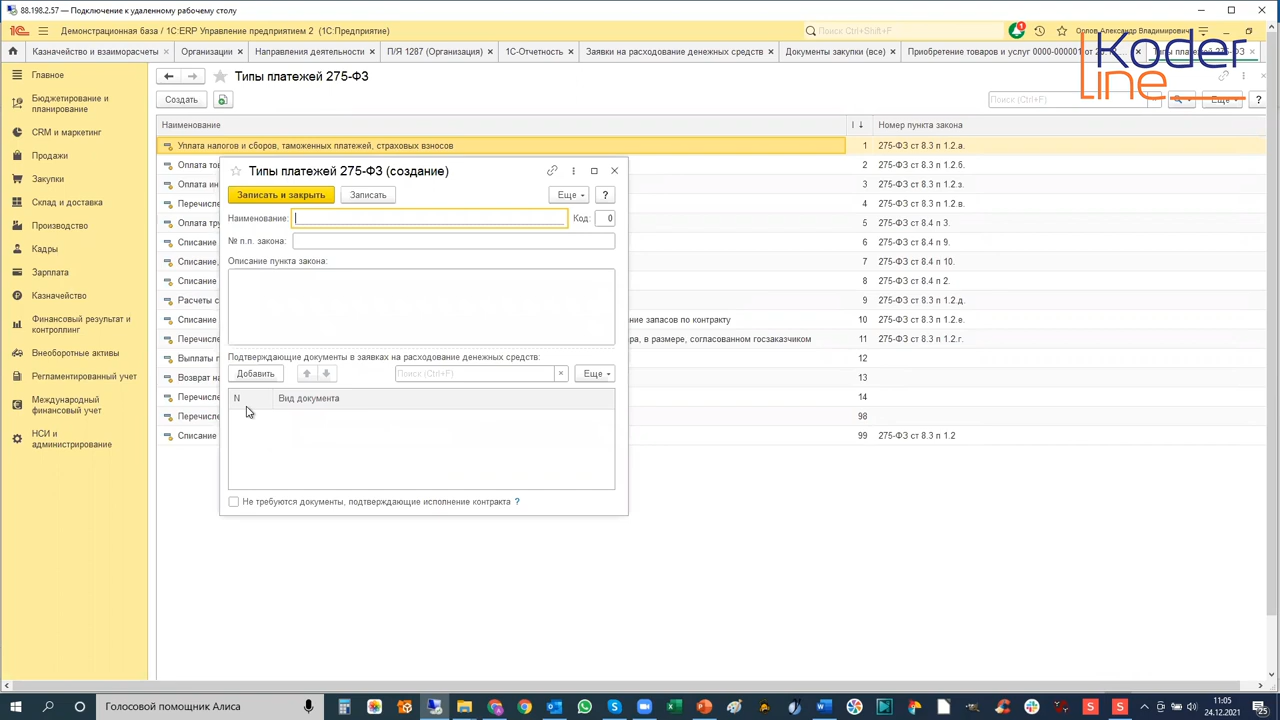 88.198.2.57 — Подключение к удаленному рабочему столу
Демонстрационная база / 1С:ERP Управление предприятием 2 (1С:Предприятие)
Поиск Ctrl+Shift+F
Орлов Александр Владимирович
Казначейство и взаиморасчеты
Организации
Направления деятельности
П/Я 1287 (Организация)
1С-Отчетность
Заявки на расходование денежных средств
Документы закупки (все)
Приобретение товаров и услуг 0000-000001 от
Типы платежей 275-ФЗ
Koder
line
Главное
Бюджетирование и
планирование
CRM и маркетинг
Продажи
Закупки
Склад и доставка
Производство
Кадры
Зарплата
Казначейство
Финансовый результат и
контроллинг
Внеоборотные активы
Регламентированный учет
Международный
финансовый учет
НСИ и
администрирование
Типы платежей 275-ФЗ
Создать
Поиск (Ctrl+F)
Еще
?
Наименование
Номер пункта закона
Уплата налогов и сборов, таможенных платежей, страховых взносов 1 275-ФЗ ст 8.3 п 1.2.а.
Оплата тов 2 275-ФЗ ст 8.3 п 1.2.б.
Оплата ин 3 275-ФЗ ст 8.3 п 1.2.з.
Перечисле 4 275-ФЗ ст 8.3 п 1.2.в.
Оплата тру 5 275-ФЗ ст 8.4 п 3.
Списание 6 275-ФЗ ст 8.4 п 9.
Списание, 7 275-ФЗ ст 8.4 п 10.
Списание 8 275-ФЗ ст 8.4 п 2.
Расчеты с 9 275-ФЗ ст 8.3 п 1.2.д.
Списание ние запасов по контракту 10 275-ФЗ ст 8.3 п 1.2.е.
Перечисле ра, в размере, согласованном госзаказчиком 11 275-ФЗ ст 8.3 п 1.2.г.
Выплаты п 12
Возврат на 13
Перечисле 14
Перечисле 98
Списание 99 275-ФЗ ст 8.3 п 1.2
Типы платежей 275-ФЗ (создание)
Записать и закрыть
Записать
Еще
?
Наименование:
Код: 0
№ п.п. закона:
Описание пункта закона:
Подтверждающие документы в заявках на расходование денежных средств:
Добавить
Поиск (Ctrl+F)
Еще
N Вид документа
Не требуются документы, подтверждающие исполнение контракта ?
Голосовой помощник Алиса
11:05
24.12.2021